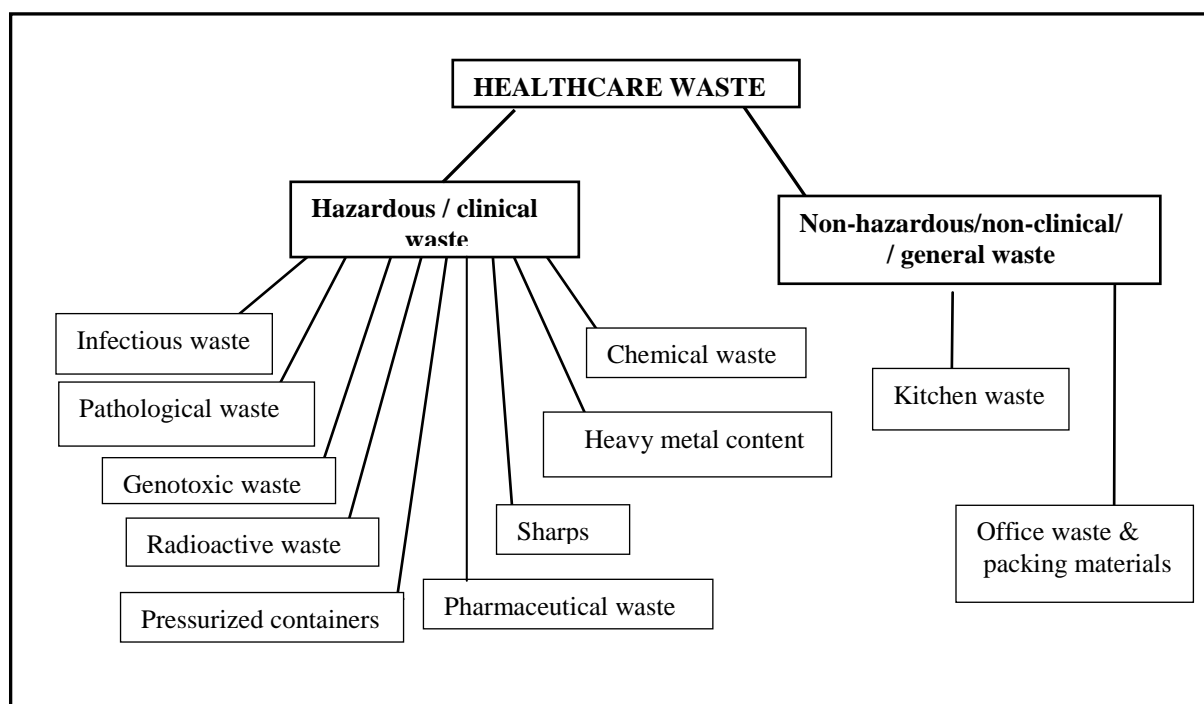 HEALTHCARE WASTE
Hazardous / clinical
waste
Non-hazardous/non-clinical/
/ general waste
Infectious waste
Pathological waste
Genotoxic waste
Radioactive waste
Pressurized containers
Pharmaceutical waste
Sharps
Heavy metal content
Chemical waste
Kitchen waste
Office waste &
packing materials